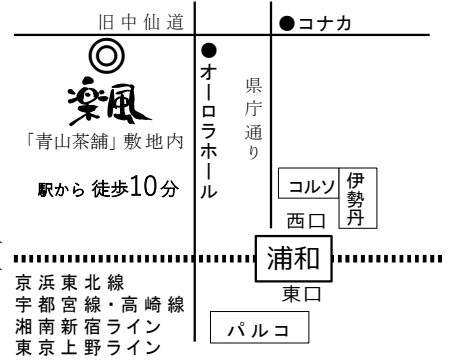 旧中仙道
●コナカ
◎
楽風
「青山茶舗」敷地内
駅から 徒歩10分
●オーロラホール
県庁通り
コルソ
伊勢丹
西口
浦和
東口
京浜東北線
宇都宮線・高崎線
湘南新宿ライン
東京上野ライン
パルコ